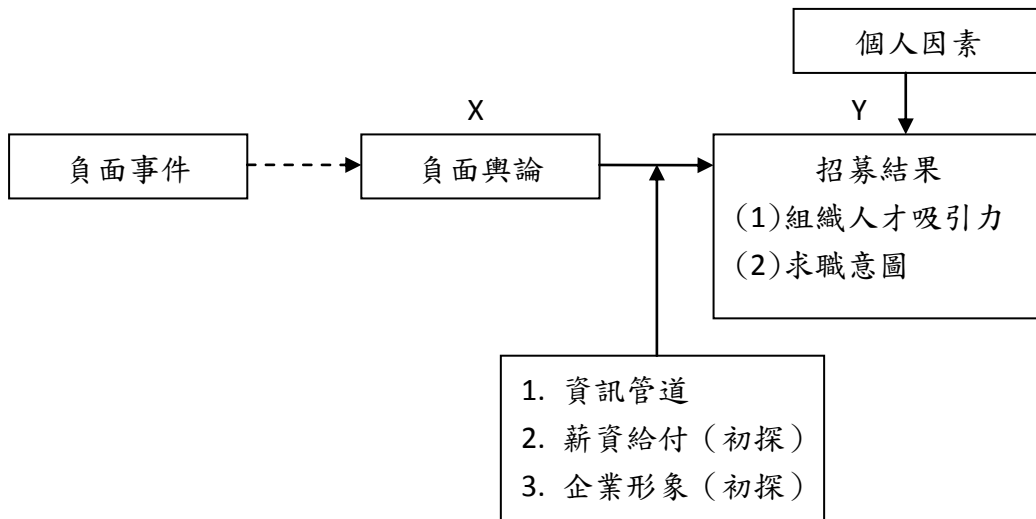 個人因素
X
Y
負面事件
負面輿論
招募結果
(1)組織人才吸引力
(2)求職意圖
1. 資訊管道
2. 薪資給付（初探）
3. 企業形象（初探）